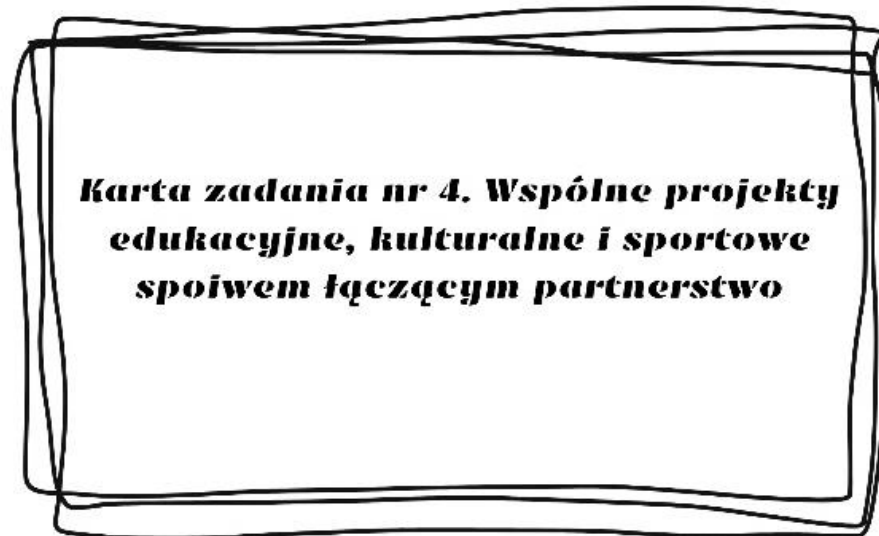 Karta zadania nr 4. Wspólne projekty
edukacyjne, kulturalne i sportowe
spoiwem łączącym partnerstwo